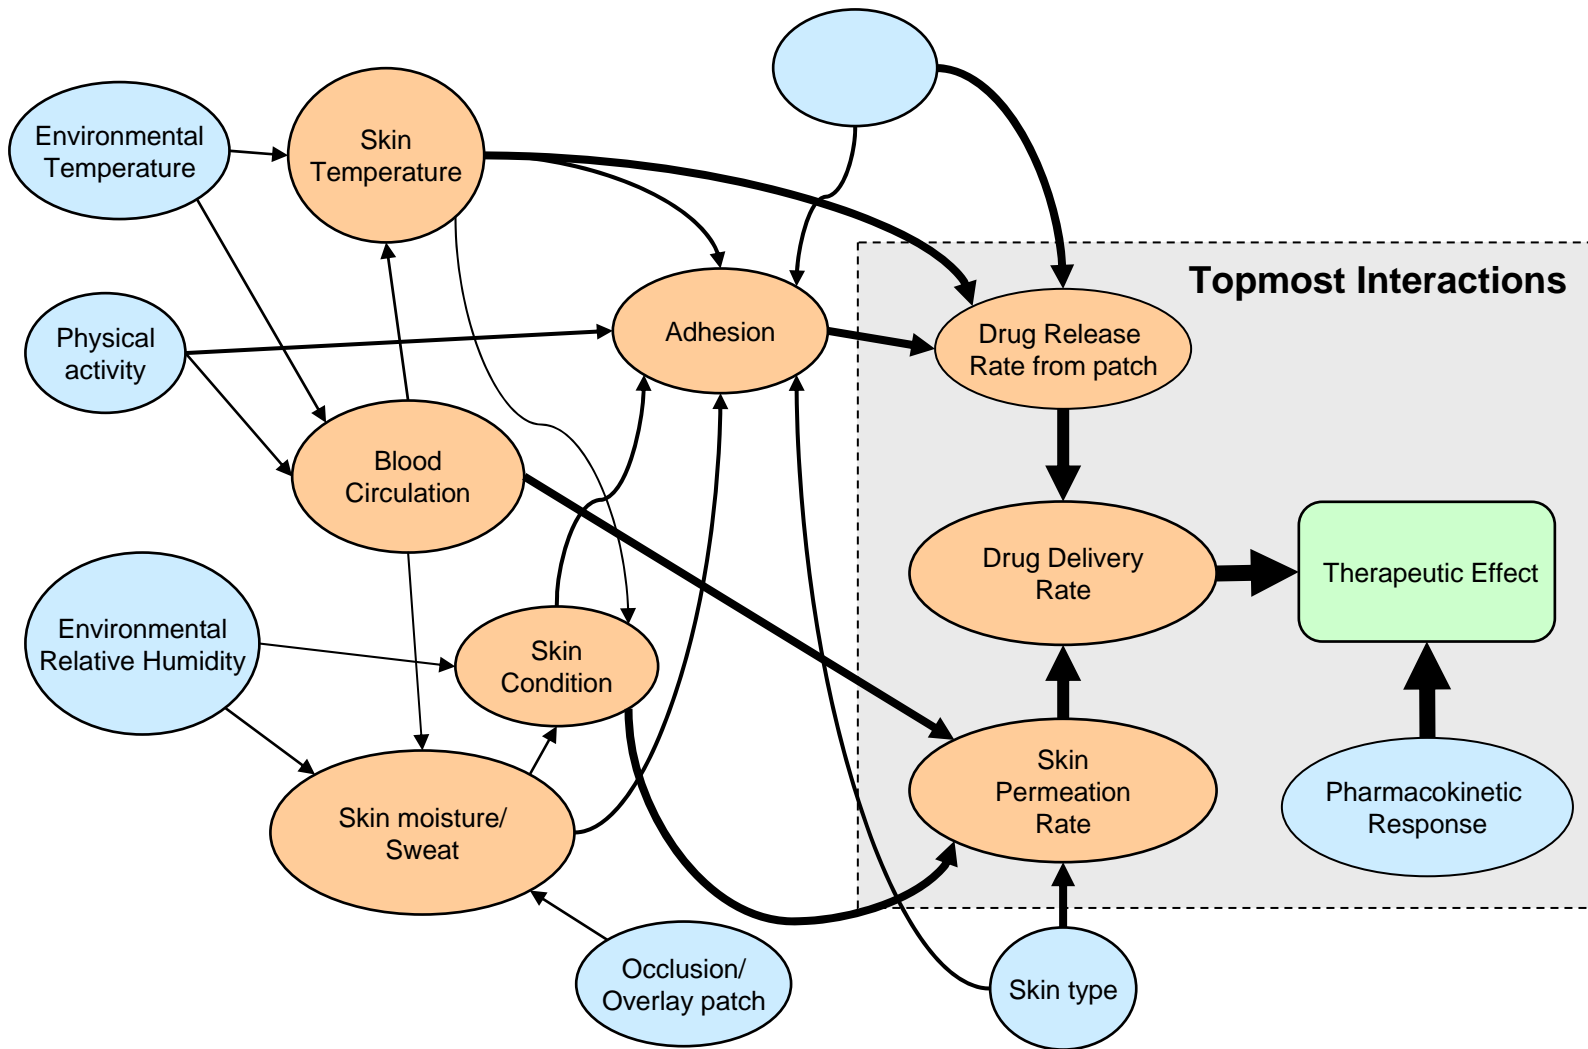 Environmental
Temperature
Skin
Temperature
Topmost Interactions
Physical
activity
Adhesion
Drug Release
Rate from patch
Blood
Circulation
Drug Delivery
Rate
Therapeutic Effect
Environmental
Relative Humidity
Skin
Condition
Skin
Permeation
Rate
Pharmacokinetic
Response
Skin moisture/
Sweat
Occlusion/
Overlay patch
Skin type